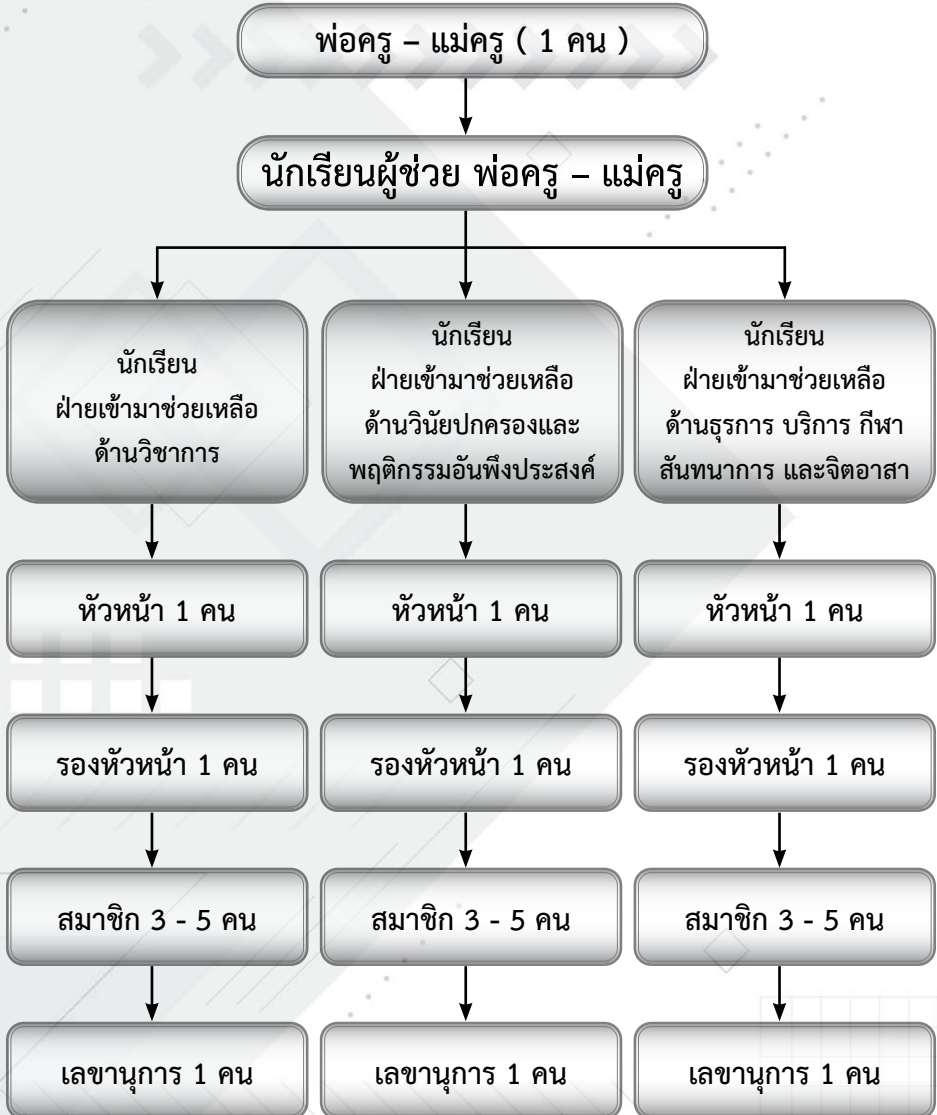 พ่อครู – แม่ครู ( 1 คน )
นักเรียนผู้ช่วย พ่อครู – แม่ครู
นักเรียน
ฝ่ายเข้ามาช่วยเหลือ
ด้านวิชาการ
นักเรียน
ฝ่ายเข้ามาช่วยเหลือ
ด้านวินัยปกครองและ
พฤติกรรมอันพึงประสงค์
นักเรียน
ฝ่ายเข้ามาช่วยเหลือ
ด้านธุรการ บริการ กีฬา
สันทนาการ และจิตอาสา
หัวหน้า 1 คน
หัวหน้า 1 คน
หัวหน้า 1 คน
รองหัวหน้า 1 คน
รองหัวหน้า 1 คน
รองหัวหน้า 1 คน
สมาชิก 3 - 5 คน
สมาชิก 3 - 5 คน
สมาชิก 3 - 5 คน
เลขานุการ 1 คน
เลขานุการ 1 คน
เลขานุการ 1 คน